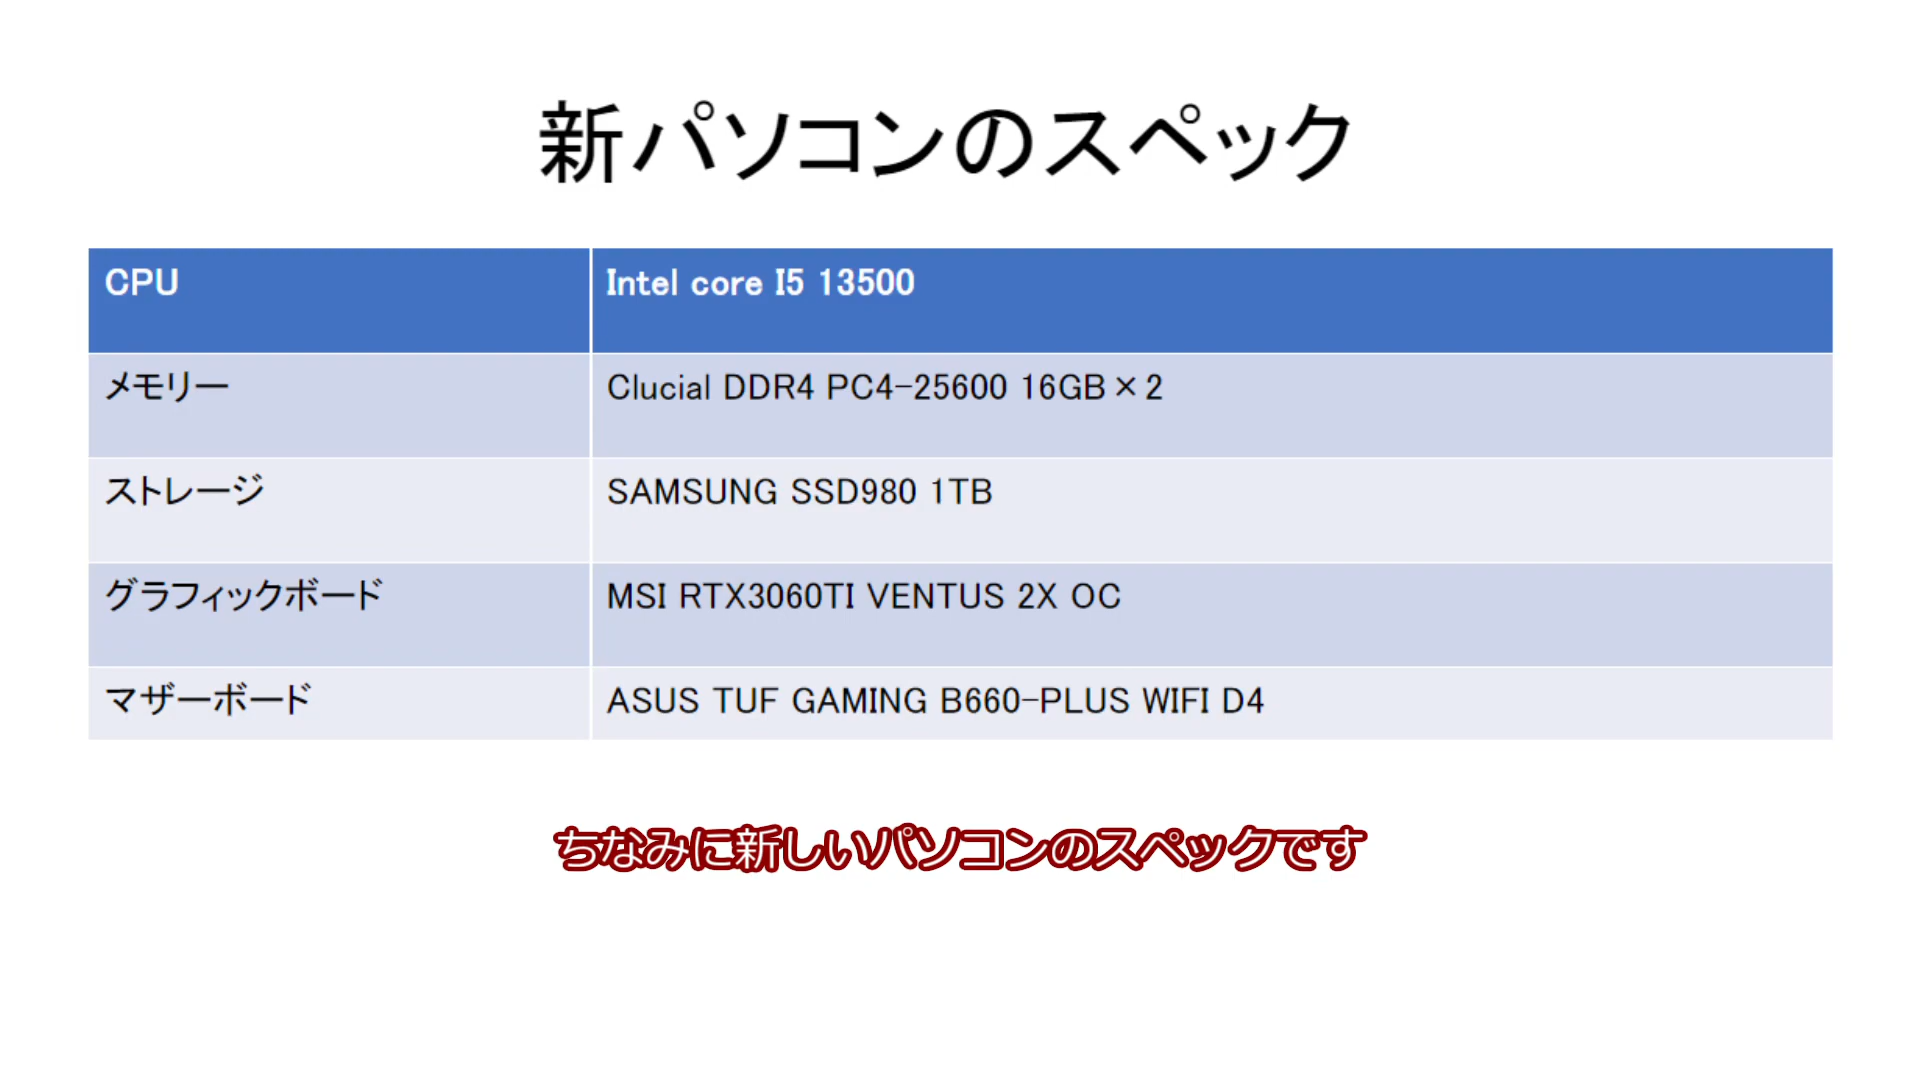 新パソコンのスペック
CPU Intel core I5 13500
メモリー Clucial DDR4 PC4-25600 16GB×2
ストレージ SAMSUNG SSD980 1TB
グラフィックボード MSI RTX3060TI VENTUS 2X OC
マザーボード ASUS TUF GAMING B660-PLUS WIFI D4
ちなみに新しいパソコンのスペックです